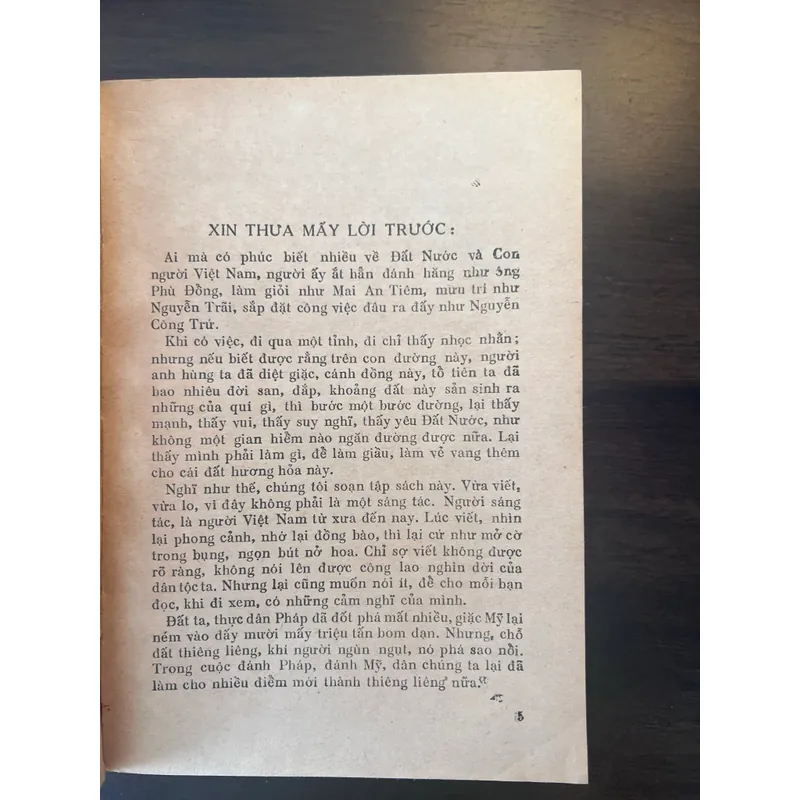 XIN THƯA MẤY LỜI TRƯỚC:
Ai mà có phúc biết nhiều về Đất Nước và Con
người Việt Nam, người ấy ắt hẳn đánh hăng như ông
Phù Đổng, làm giỏi như Mai An Tiêm, mưu trí như
Nguyễn Trãi, sắp đặt công việc đâu ra đấy như Nguyễn
Công Trứ.
Khi có việc, đi qua một tỉnh, đi chỉ thấy nhọc nhằn;
nhưng nếu biết được rằng trên con đường này, người
anh hùng ta đã diệt giặc, cánh đồng này, tổ tiên ta đã
bao nhiêu đời san, đắp, khoảng đất này sản sinh ra
những của quí gì, thì bước một bước đường, lại thấy
mạnh, thấy vui, thấy suy nghĩ, thấy yêu Đất Nước, như
không một gian hiểm nào ngăn đường được nữa. Lại
thấy mình phải làm gì, để làm giầu, làm vẻ vang thêm
cho cái đất hương hỏa này.
Nghĩ như thế, chúng tôi soạn tập sách này. Vừa viết,
vừa lo, vì đây không phải là một sáng tác. Người sáng
tác, là người Việt Nam từ xưa đến nay. Lúc viết, nhìn
lại phong cảnh, nhớ lại đồng bào, thì lại cứ như mở cờ
trong bụng, ngọn bút nở hoa. Chỉ sợ viết không được
rõ ràng, không nói lên được công lao nghìn đời của
dân tộc ta. Nhưng lại cũng muốn nói ít, để cho mỗi bạn
đọc, khi đi xem, có những cảm nghĩ của mình.
Đất ta, thực dân Pháp đã đốt phá mất nhiều, giặc Mỹ lại
ném vào đấy mười mấy triệu tấn bom đạn. Nhưng, chỗ
đất thiêng liêng, khi người ngùn ngụt, nó phá sao nổi.
Trong cuộc đánh Pháp, đánh Mỹ, dân chúng ta lại đã
làm cho nhiều điểm mới thành thiêng liêng nữa.
5